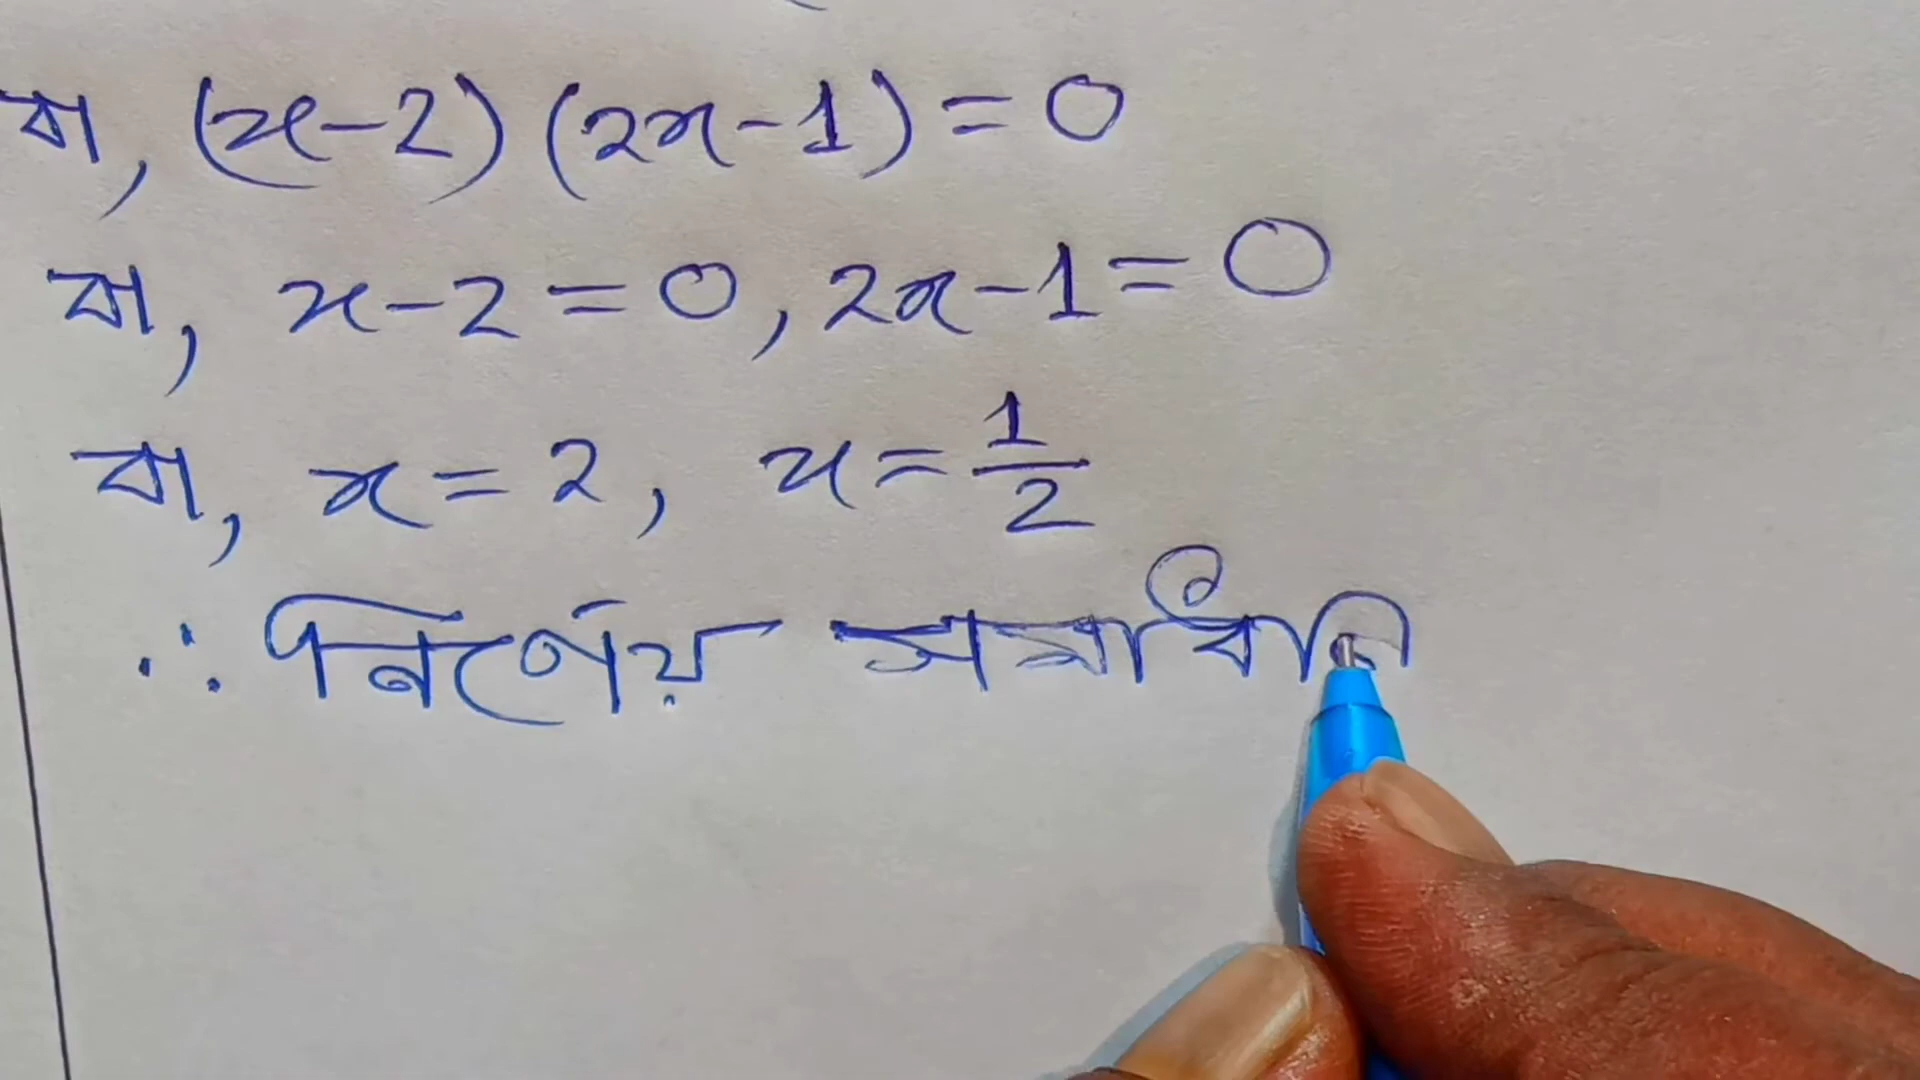 বা, (x-2) (2x-1) = 0
বা, x-2 = 0, 2x-1 = 0
বা, x = 2, x = 1/2
∴ নির্ণেয় সমাধান